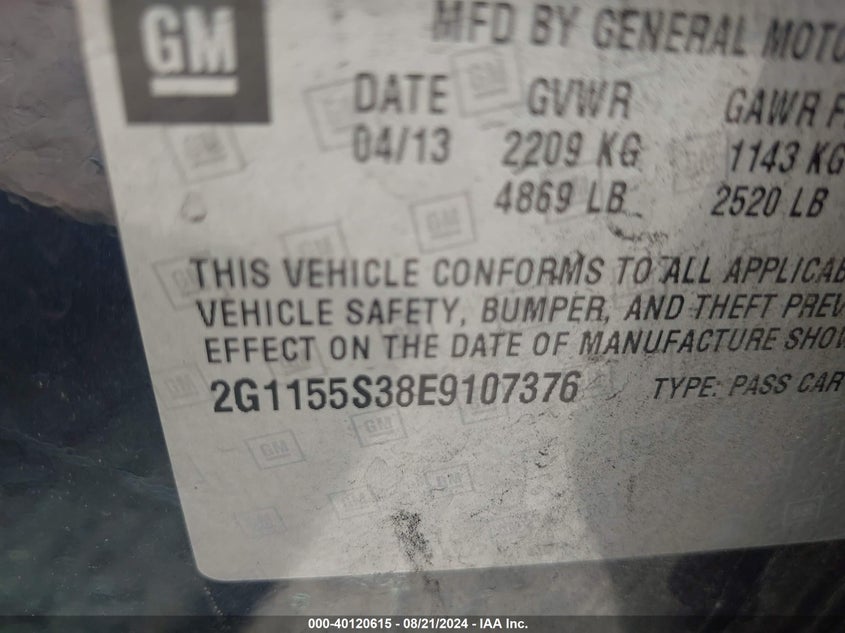 GM
MFD BY GENERAL MOTO
DATE GVWR GAWR F
04/13 2209 KG 1143 KG
4869 LB 2520 LB
THIS VEHICLE CONFORMS TO ALL APPLICAB
VEHICLE SAFETY, BUMPER, AND THEFT PREV
EFFECT ON THE DATE OF MANUFACTURE SHOW
2G1155S38E9107376 TYPE: PASS CAR
000-40120615 - 08/21/2024 - IAA Inc.